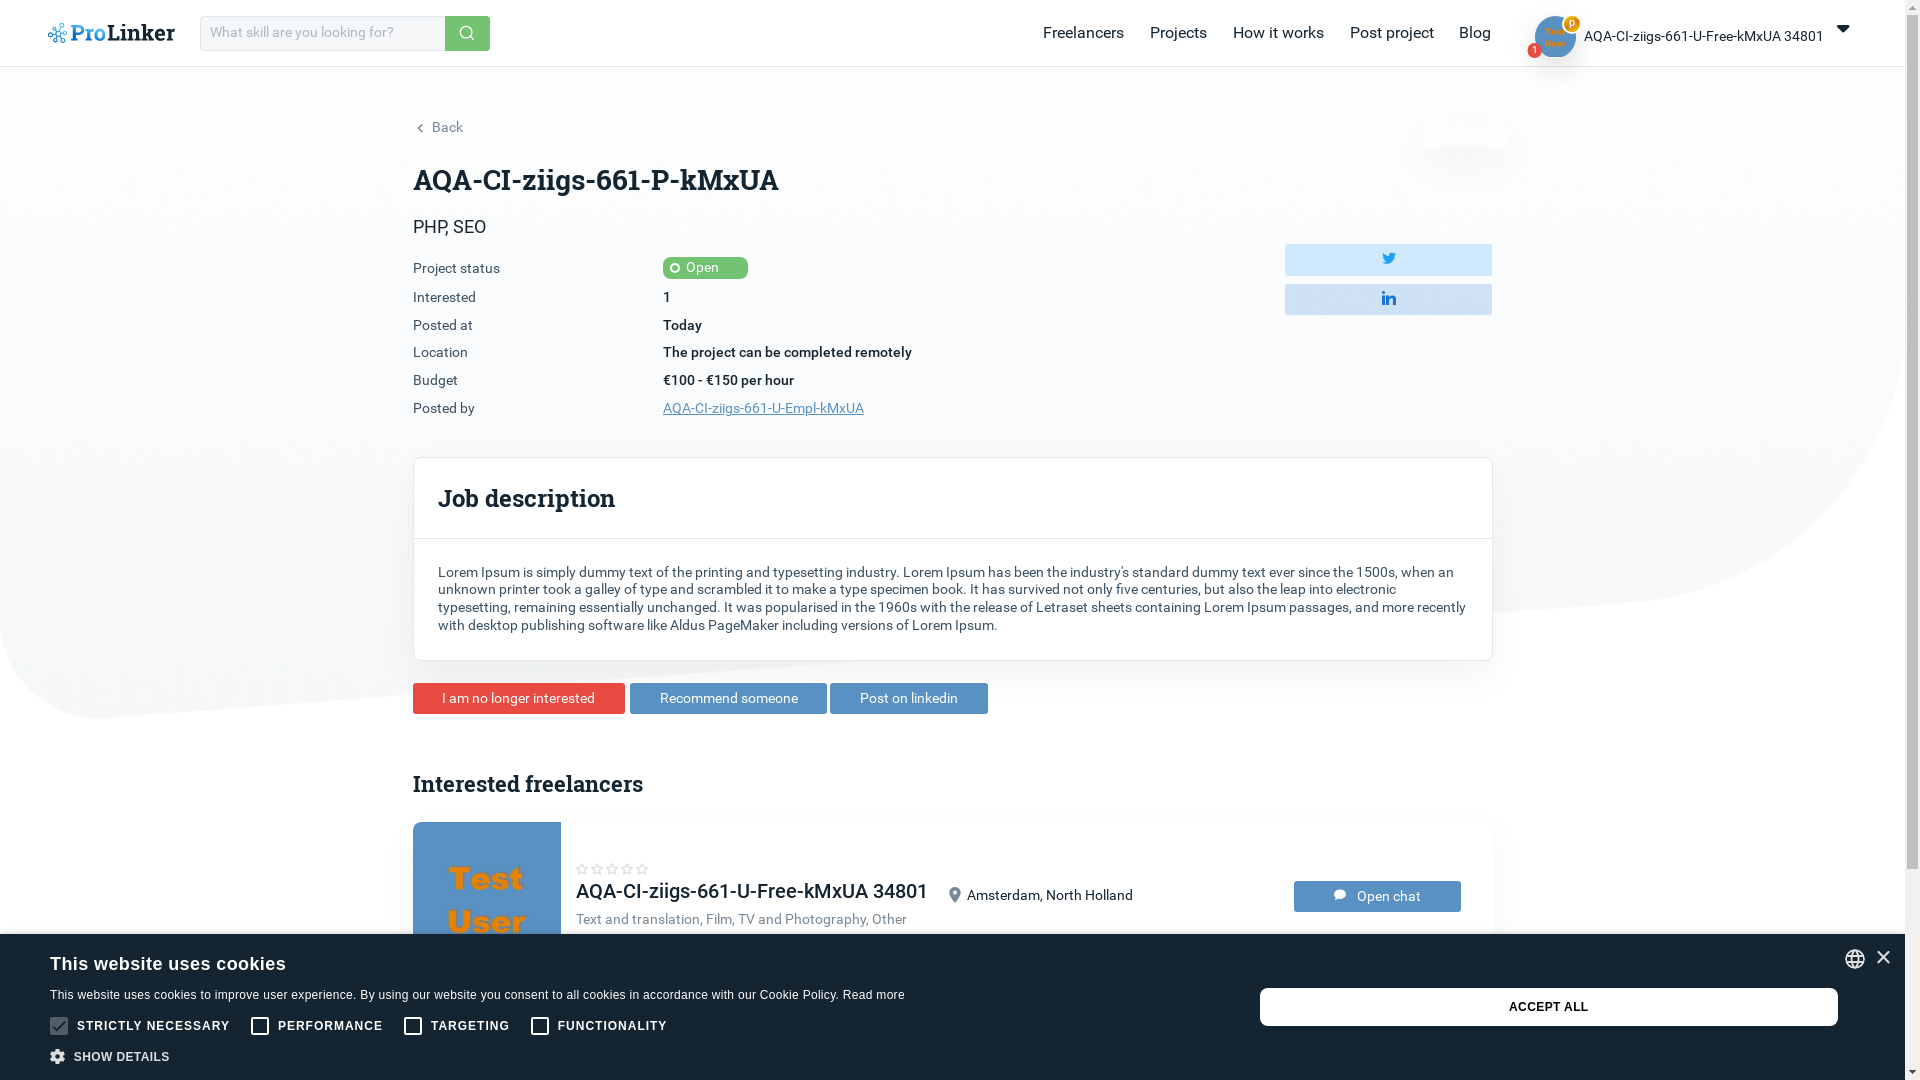 ProLinker
What skill are you looking for?
Freelancers
Projects
How it works
Post project
Blog
Test
User
p
1
AQA-CI-ziigs-661-U-Free-kMxUA 34801
Back
AQA-CI-ziigs-661-P-kMxUA
PHP, SEO
Project status
Open
Interested
1
Posted at
Today
Location
The project can be completed remotely
Budget
€100 - €150 per hour
Posted by
AQA-CI-ziigs-661-U-Empl-kMxUA
in
Job description
Lorem Ipsum is simply dummy text of the printing and typesetting industry. Lorem Ipsum has been the industry's standard dummy text ever since the 1500s, when an
unknown printer took a galley of type and scrambled it to make a type specimen book. It has survived not only five centuries, but also the leap into electronic
typesetting, remaining essentially unchanged. It was popularised in the 1960s with the release of Letraset sheets containing Lorem Ipsum passages, and more recently
with desktop publishing software like Aldus PageMaker including versions of Lorem Ipsum.
I am no longer interested
Recommend someone
Post on linkedin
Interested freelancers
Test
User
AQA-CI-ziigs-661-U-Free-kMxUA 34801
Amsterdam, North Holland
Text and translation, Film, TV and Photography, Other
Open chat
This website uses cookies
This website uses cookies to improve user experience. By using our website you consent to all cookies in accordance with our Cookie Policy. Read more
STRICTLY NECESSARY
PERFORMANCE
TARGETING
FUNCTIONALITY
SHOW DETAILS
ACCEPT ALL
×